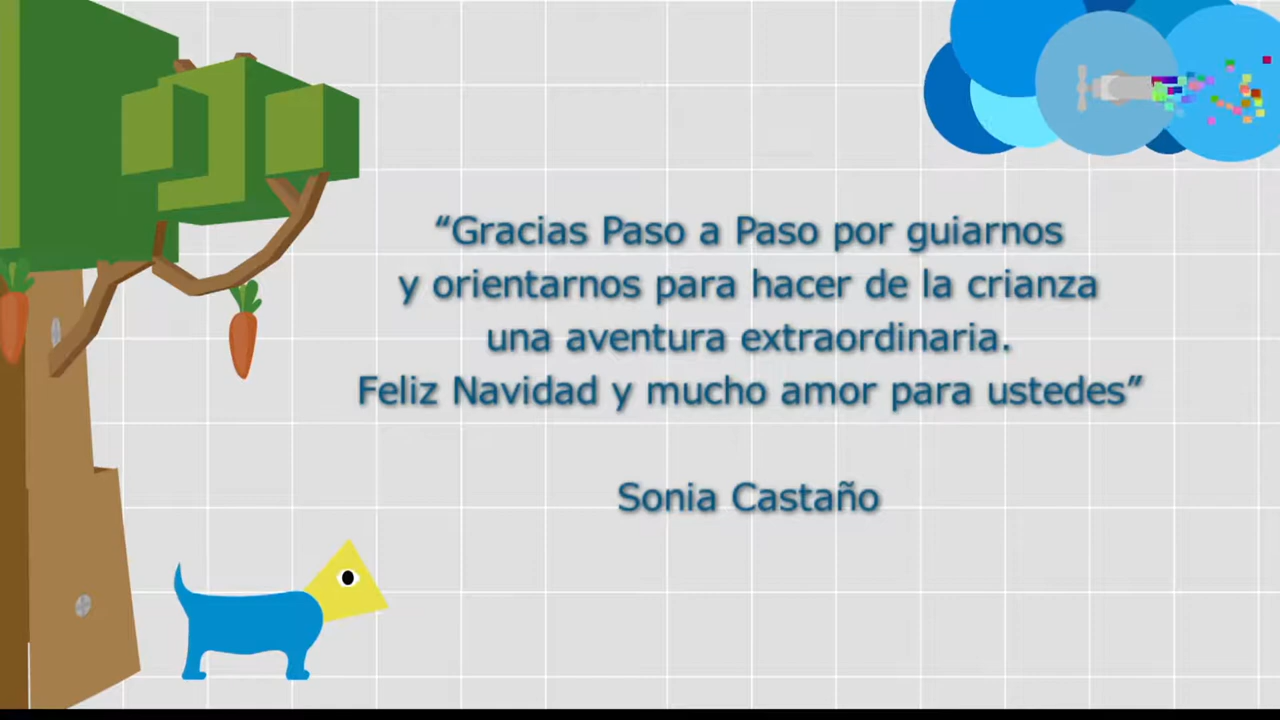 “Gracias Paso a Paso por guiarnos
y orientarnos para hacer de la crianza
una aventura extraordinaria.
Feliz Navidad y mucho amor para ustedes”
Sonia Castaño